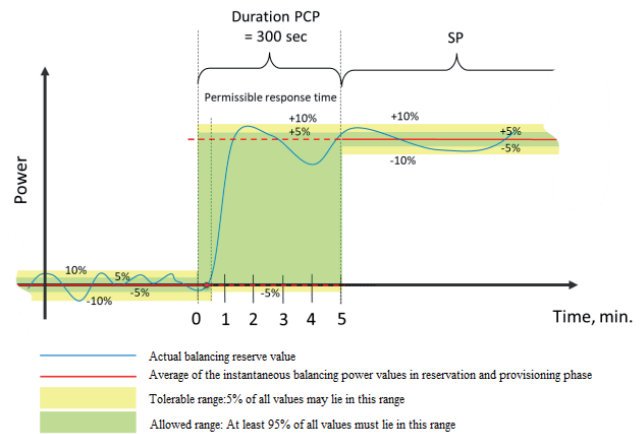 Duration PCP
= 300 sec
SP
Permissible response time
+10%
+5%
+10%
+5%
-5%
-10%
Power
10%
5%
-5%
-10%
-5%
0 1 2 3 4 5
Time, min.
Actual balancing reserve value
Average of the instantaneous balancing power values in reservation and provisioning phase
Tolerable range:5% of all values may lie in this range
Allowed range: At least 95% of all values must lie in this range